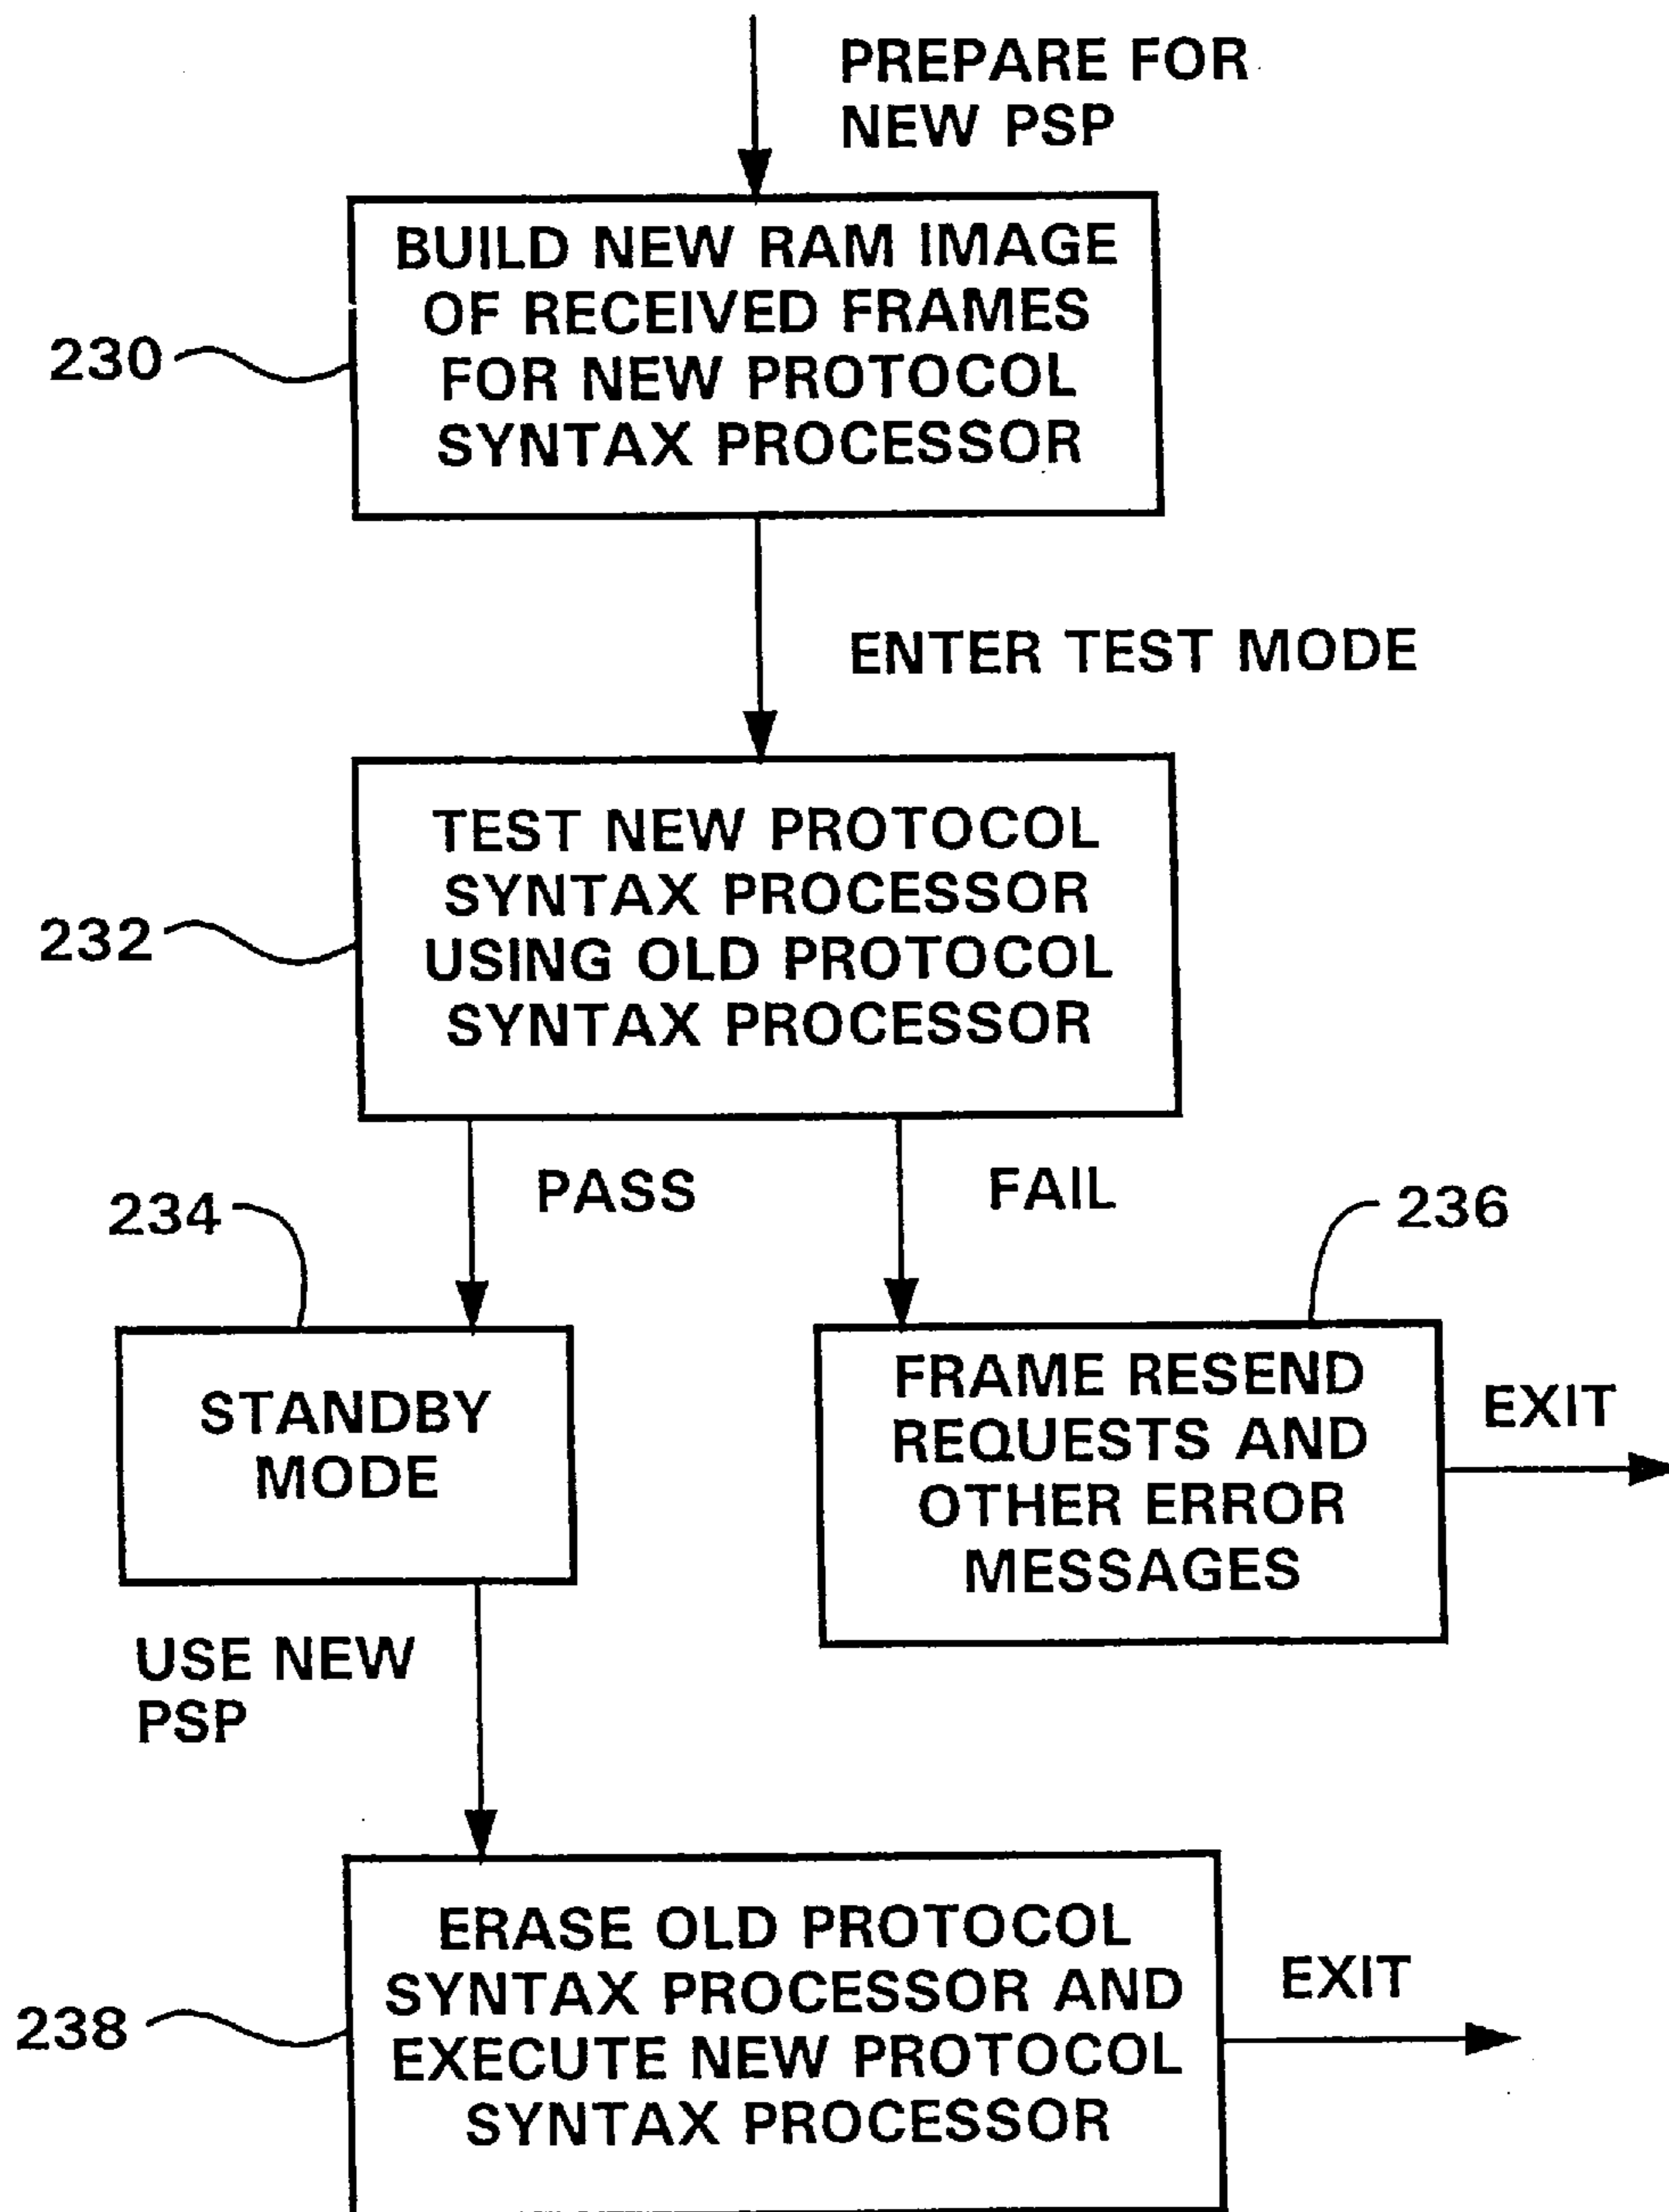 PREPARE FOR
NEW PSP
BUILD NEW RAM IMAGE
OF RECEIVED FRAMES
FOR NEW PROTOCOL
SYNTAX PROCESSOR
230
ENTER TEST MODE
TEST NEW PROTOCOL
SYNTAX PROCESSOR
USING OLD PROTOCOL
SYNTAX PROCESSOR
232
PASS
FAIL
234
236
STANDBY
MODE
FRAME RESEND
REQUESTS AND
OTHER ERROR
MESSAGES
EXIT
USE NEW
PSP
ERASE OLD PROTOCOL
SYNTAX PROCESSOR AND
EXECUTE NEW PROTOCOL
SYNTAX PROCESSOR
EXIT
238